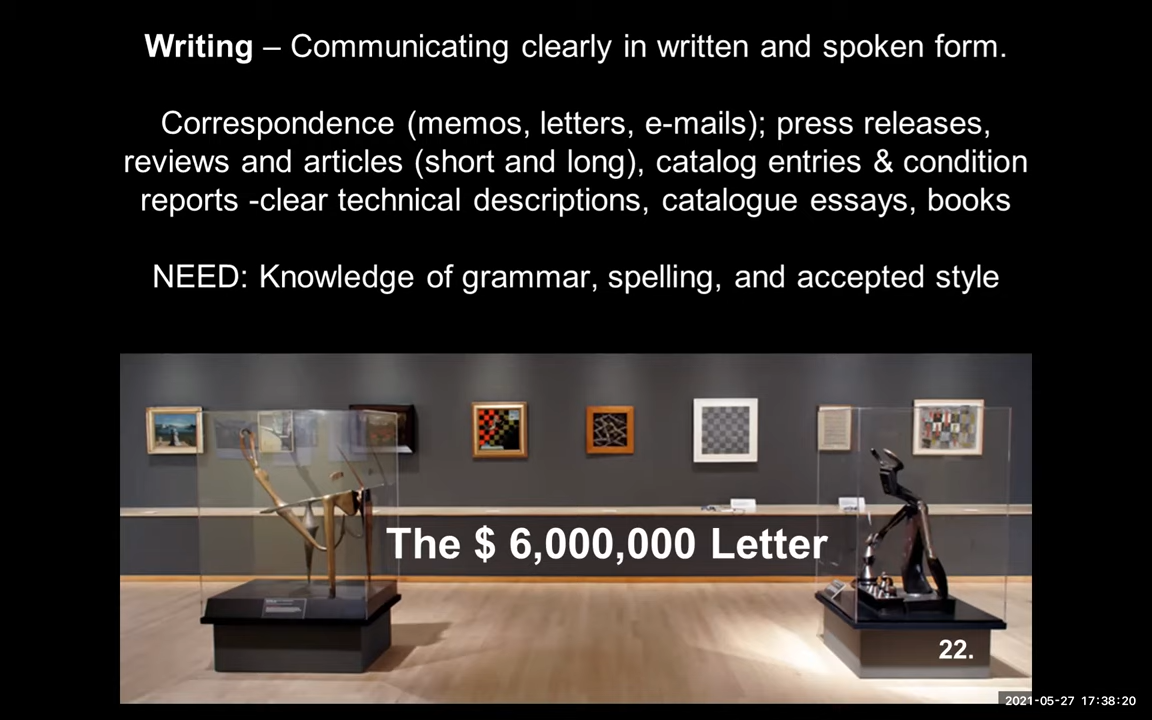 Writing – Communicating clearly in written and spoken form.
Correspondence (memos, letters, e-mails); press releases,
reviews and articles (short and long), catalog entries & condition
reports -clear technical descriptions, catalogue essays, books
NEED: Knowledge of grammar, spelling, and accepted style
The $ 6,000,000 Letter
22.
2021-05-27 17:38:20